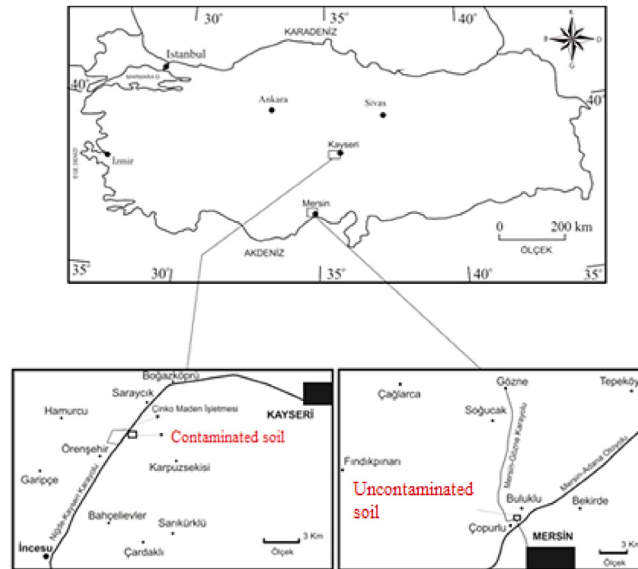 30°
35°
40°
KARADENİZ
K
B
D
G
İstanbul
MARMARA D.
40°
40°
Ankara
Sivas
Kayseri
EGE DENİZİ
İzmir
Mersin
0 200 km
ÖLÇEK
AKDENİZ
35°
30°
35°
40°
35°
Boğazköprü
Saraycık
Çinko Maden İşletmesi
KAYSERİ
Hamurcu
Contaminated soil
Örenşehir
Garipçe
Karpuzsekisi
Niğde-Kayseri Karayolu
Bahçelievler
Sarıkürklü
3 Km
İncesu
Çardaklı
Ölçek
Gözne
Tepeköy
Çağlarca
Soğucak
Mersin-Gözne Karayolu
Mersin-Adana Otoyolu
Fındıkpınarı
Uncontaminated
soil
Buluklu
Bekirde
Çopurlu
3 Km
MERSİN
Ölçek